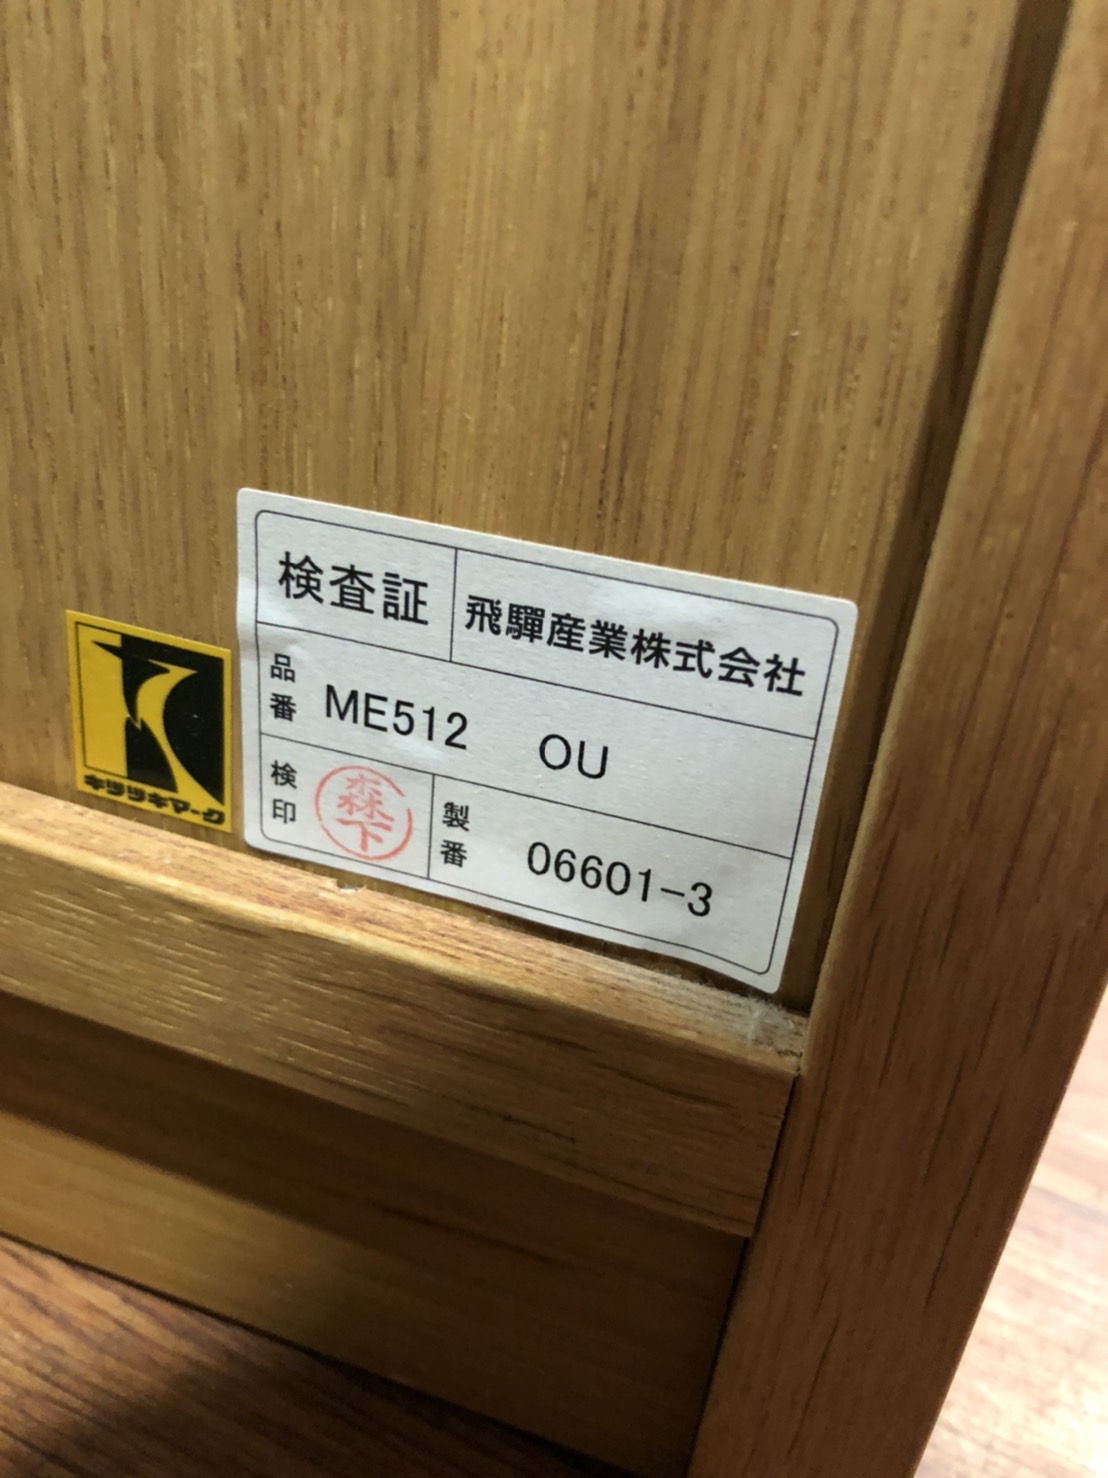 検査証
飛驒産業株式会社
品番
ME512 OU
検印
森下
製番
06601-3
キツツキマーク